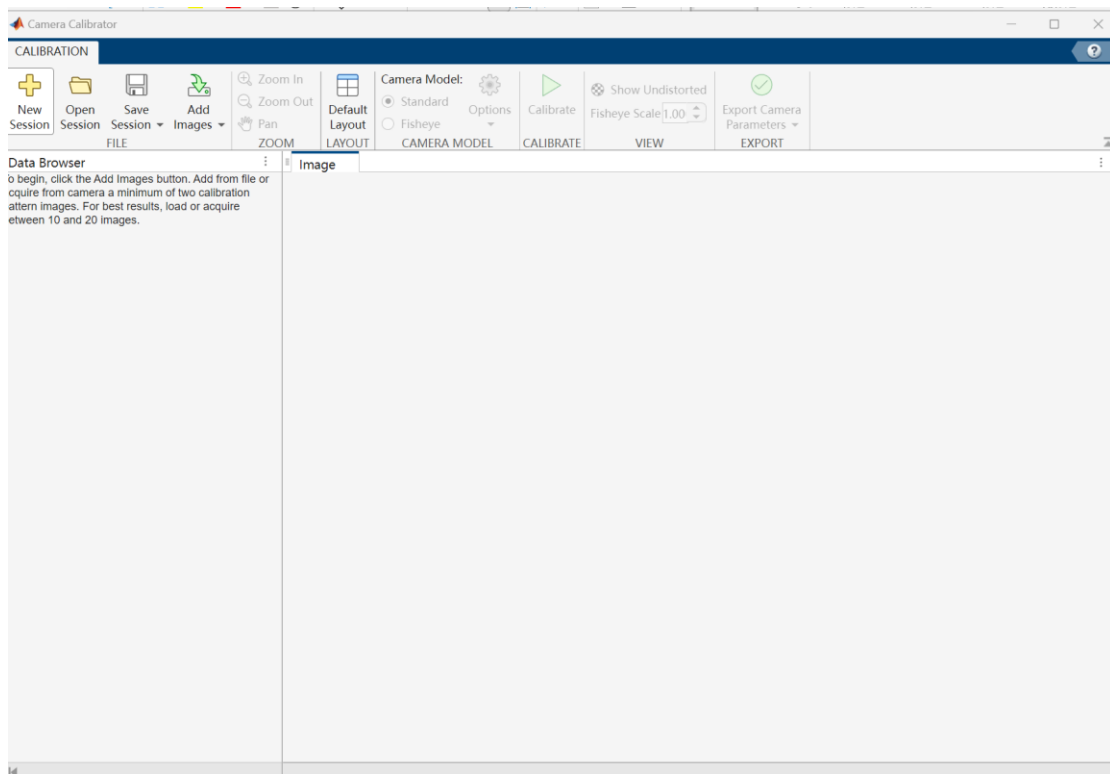 Camera Calibrator
CALIBRATION
New Session
Open Session
Save Session
Add Images
FILE
Zoom In
Zoom Out
Pan
ZOOM
Default Layout
LAYOUT
Camera Model:
Standard
Fisheye
Options
CAMERA MODEL
Calibrate
CALIBRATE
Show Undistorted
Fisheye Scale 1.00
VIEW
Export Camera
Parameters
EXPORT
Data Browser
Image
o begin, click the Add Images button. Add from file or
cquire from camera a minimum of two calibration
attern images. For best results, load or acquire
etween 10 and 20 images.